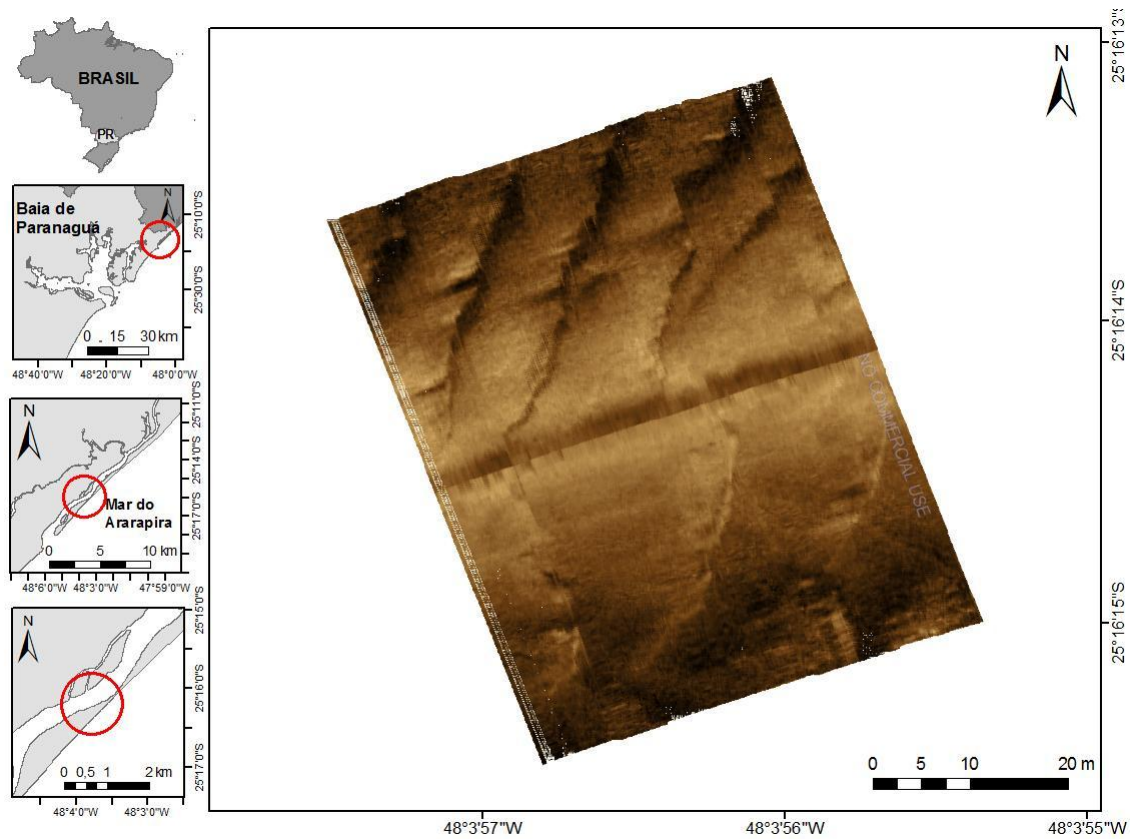 BRASIL
PR
N
Baia de
Paranaguá
25°10'0"S
25°30'0"S
0 15 30 km
48°40'0"W 48°20'0"W 48°0'0"W
N
25°11'0"S
25°14'0"S
25°17'0"S
Mar do
Ararapira
0 5 10 km
48°6'0"W 48°3'0"W 47°59'0"W
N
25°15'0"S
25°16'0"S
25°17'0"S
0 0,5 1 2 km
48°4'0"W 48°3'0"W
N
25°16'13"S
25°16'14"S
25°16'15"S
COMMERCIAL USE
0 5 10 20 m
48°3'57"W 48°3'56"W 48°3'55"W